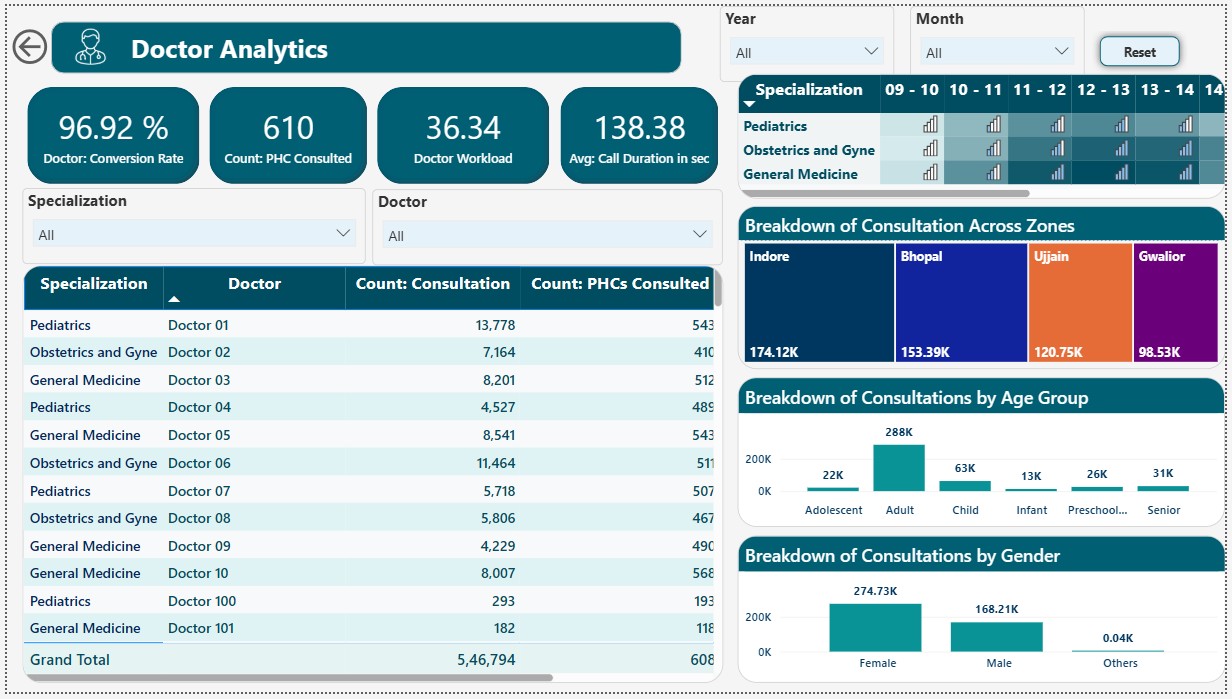 Doctor Analytics
Year
All
Month
All
Reset
96.92 %
Doctor: Conversion Rate
610
Count: PHC Consulted
36.34
Doctor Workload
138.38
Avg: Call Duration in sec
Specialization
All
Doctor
All
Specialization Doctor Count: Consultation Count: PHCs Consulted
Pediatrics Doctor 01 13,778 543
Obstetrics and Gyne Doctor 02 7,164 410
General Medicine Doctor 03 8,201 512
Pediatrics Doctor 04 4,527 489
General Medicine Doctor 05 8,541 543
Obstetrics and Gyne Doctor 06 11,464 511
Pediatrics Doctor 07 5,718 507
Obstetrics and Gyne Doctor 08 5,806 467
General Medicine Doctor 09 4,229 490
General Medicine Doctor 10 8,007 568
Pediatrics Doctor 100 293 193
General Medicine Doctor 101 182 118
Grand Total 5,46,794 608
Specialization 09 - 10 10 - 11 11 - 12 12 - 13 13 - 14 14
Pediatrics
Obstetrics and Gyne
General Medicine
Breakdown of Consultation Across Zones
Indore Bhopal Ujjain Gwalior
174.12K 153.39K 120.75K 98.53K
Breakdown of Consultations by Age Group
288K
200K
63K
22K 13K 26K 31K
0K
Adolescent Adult Child Infant Preschool... Senior
Breakdown of Consultations by Gender
274.73K
168.21K
200K
0.04K
0K
Female Male Others